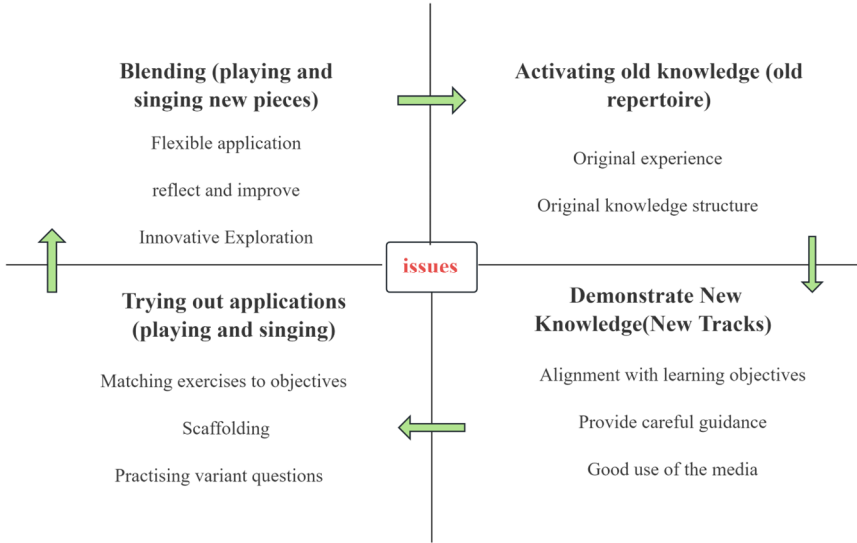 Blending (playing and
singing new pieces)
Flexible application
reflect and improve
Innovative Exploration
Activating old knowledge (old
repertoire)
Original experience
Original knowledge structure
issues
Trying out applications
(playing and singing)
Matching exercises to objectives
Scaffolding
Practising variant questions
Demonstrate New
Knowledge(New Tracks)
Alignment with learning objectives
Provide careful guidance
Good use of the media